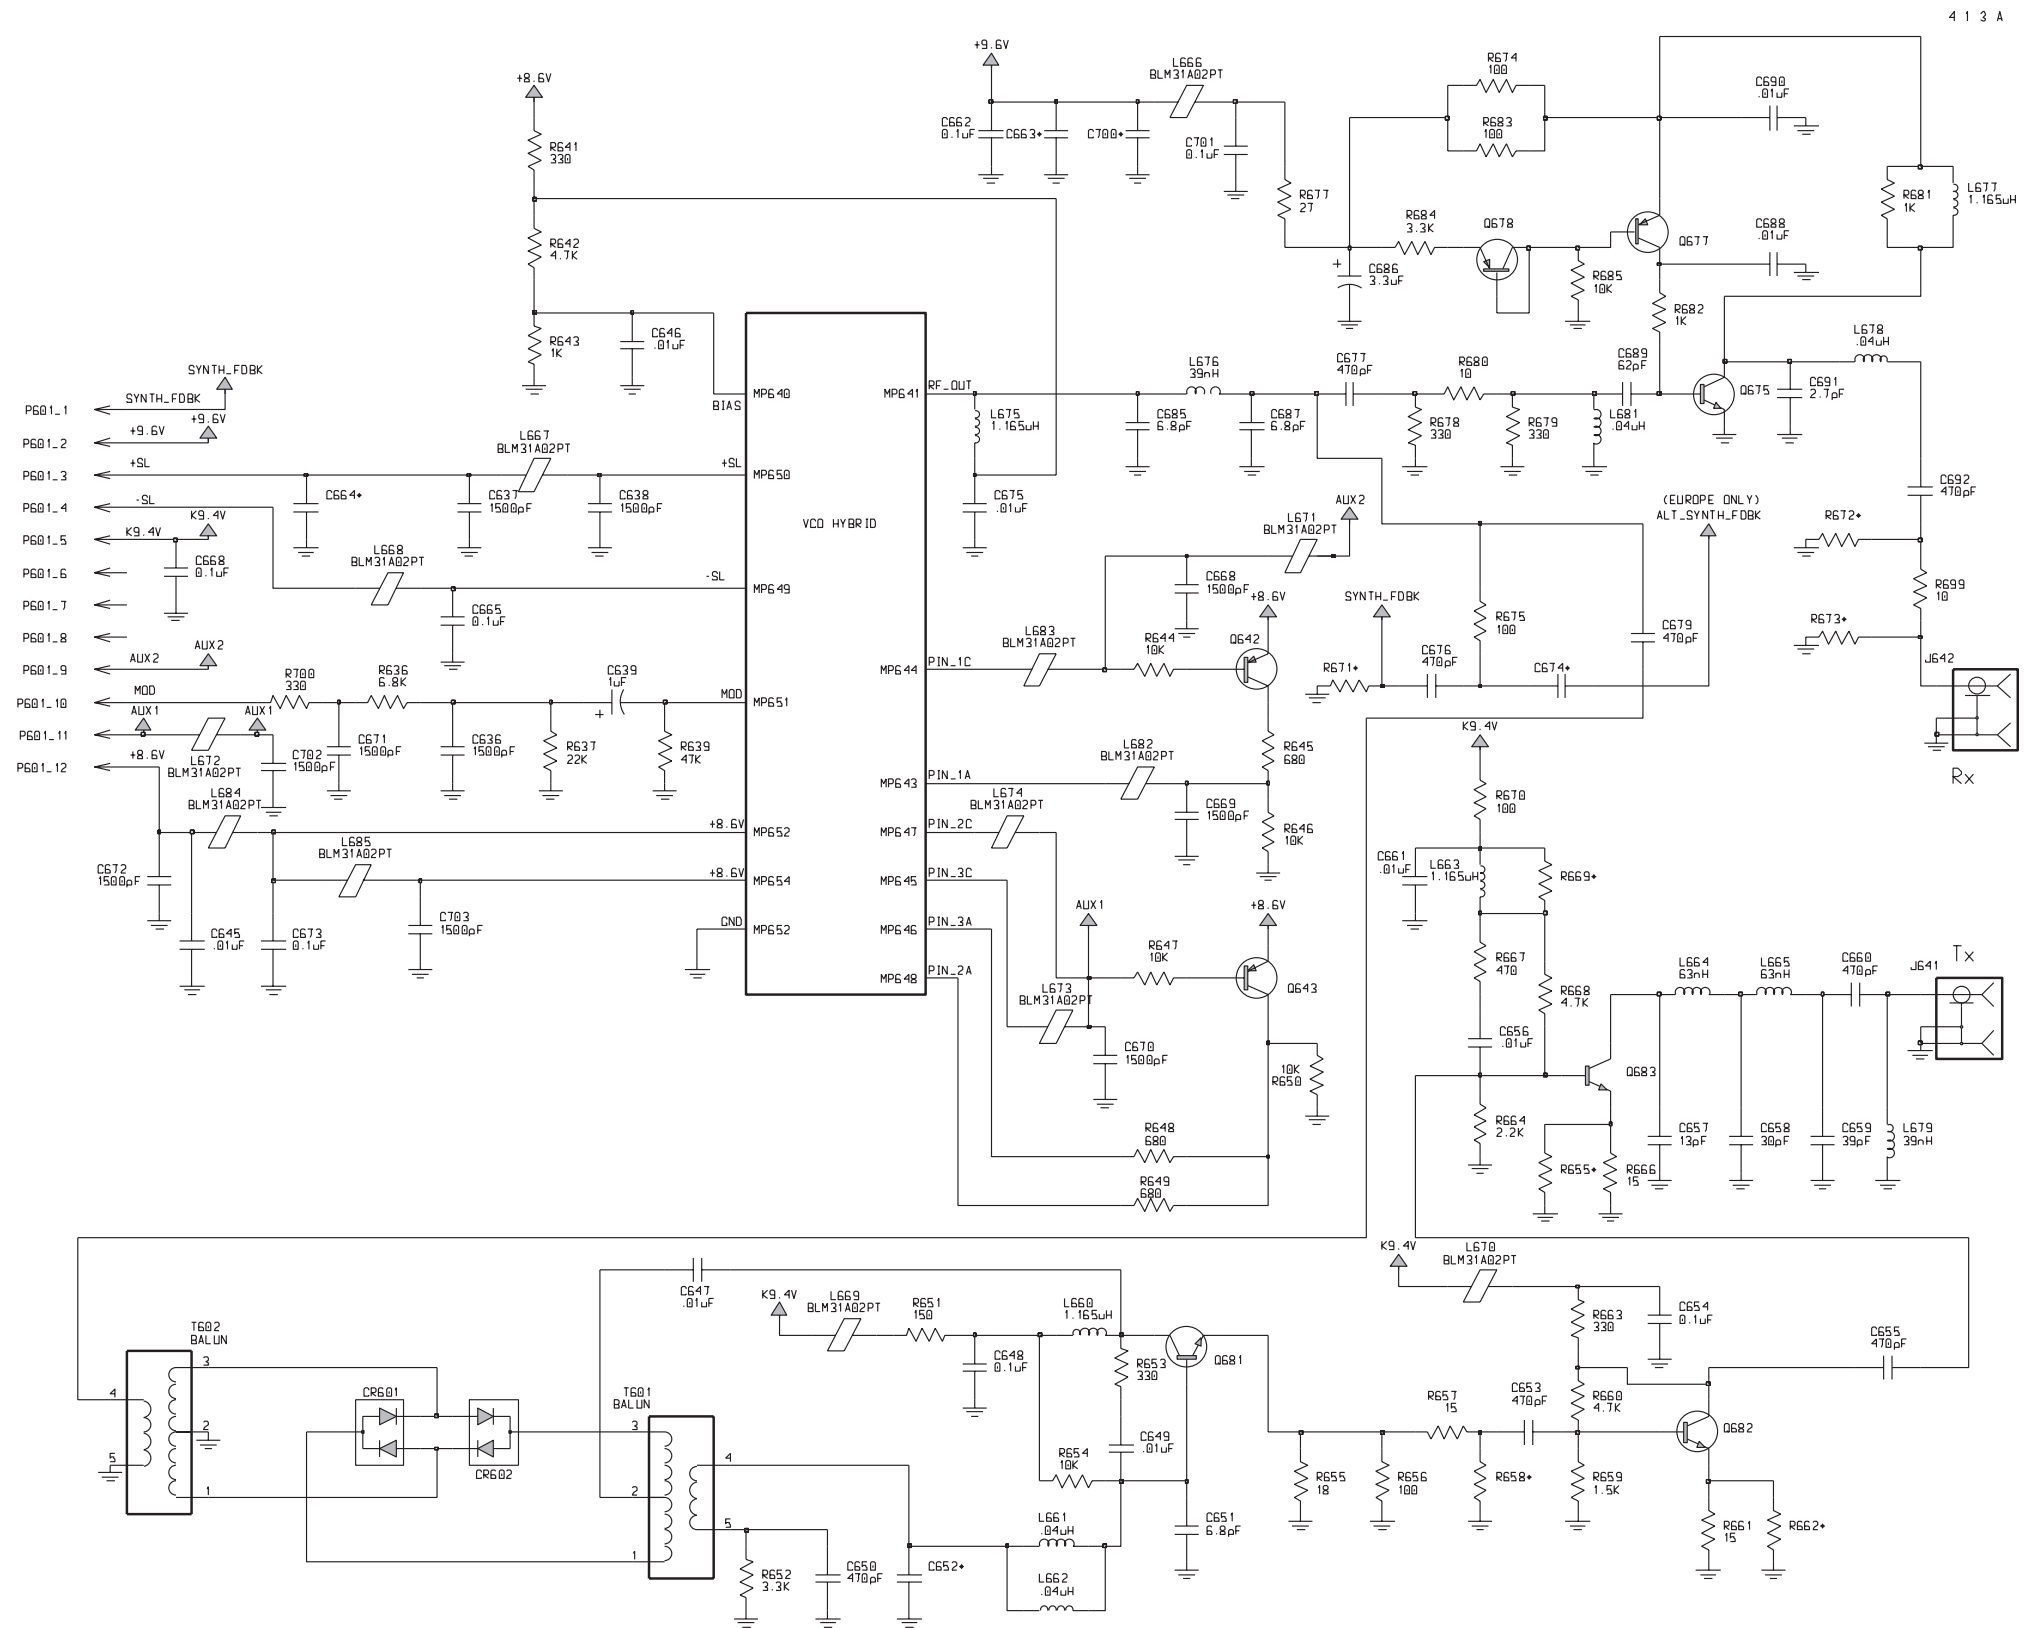 4 1 3 A
+9.6V
L666
BLM31A02PT
R674
100
C690
.01uF
+8.6V
C662
0.1uF
C663*
C700*
C701
0.1uF
R683
100
R641
330
R677
27
R681
1K
L677
1.165uH
R684
3.3K
Q678
Q677
C688
.01uF
R642
4.7K
+
C686
3.3uF
R685
10K
R682
1K
R643
1K
C646
.01uF
L678
.04uH
L676
39nH
C677
470pF
R680
10
C689
62pF
SYNTH_FDBK
MP640
MP641
RF_OUT
BIAS
Q675
C691
2.7pF
P601_1
SYNTH_FDBK
L675
1.165uH
C685
6.8pF
C687
6.8pF
R678
330
R679
330
L681
.04uH
+9.6V
P601_2
+9.6V
L667
BLM31A02PT
P601_3
+SL
+SL
MP650
C664*
C637
1500pF
C638
1500pF
C675
.01uF
C692
470pF
P601_4
-SL
K9.4V
VCO HYBRID
L671
BLM31A02PT
AUX2
(EUROPE ONLY)
ALT_SYNTH_FDBK
R672*
P601_5
K9.4V
L668
BLM31A02PT
C668
0.1uF
P601_6
-SL
MP649
C668
1500pF
R699
10
P601_7
C665
0.1uF
+8.6V
SYNTH_FDBK
R675
100
C679
470pF
R673*
P601_8
L683
BLM31A02PT
R644
10K
Q642
AUX2
P601_9
AUX2
MP644
PIN_1C
R671*
C676
470pF
C674*
J642
R700
330
R636
6.8K
C639
1uF
+
P601_10
MOD
MOD
MP651
AUX1
AUX1
P601_11
L672
BLM31A02PT
C702
1500pF
C671
1500pF
C636
1500pF
R637
22K
R639
47K
L682
BLM31A02PT
R645
680
K9.4V
P601_12
+8.6V
MP643
PIN_1A
Rx
L684
BLM31A02PT
L674
BLM31A02PT
C669
1500pF
R646
10K
R670
100
+8.6V
MP652
MP647
PIN_2C
L685
BLM31A02PT
C672
1500pF
+8.6V
MP654
MP645
PIN_3C
C661
.01uF
L663
1.165uH
R669*
C645
.01uF
C673
0.1uF
C703
1500pF
GND
MP652
MP646
PIN_3A
AUX1
+8.6V
R647
10K
R667
470
Tx
L664
63nH
L665
63nH
C660
470pF
J641
MP648
PIN_2A
L673
BLM31A02PT
Q643
R668
4.7K
C656
.01uF
C670
1500pF
10K
R650
Q683
R664
2.2K
R648
680
C657
13pF
C658
30pF
C659
39pF
L679
39nH
R649
680
R655*
R666
15
K9.4V
L670
BLM31A02PT
C647
.01uF
K9.4V
L669
BLM31A02PT
R651
150
L660
1.165uH
R663
330
C654
0.1uF
C655
470pF
T602
BALUN
C648
0.1uF
R653
330
Q681
3
4
2
5
1
CR601
CR602
T601
BALUN
3
2
1
4
5
R657
15
C653
470pF
R660
4.7K
Q682
R654
10K
C649
.01uF
R655
18
R656
100
R658*
R659
1.5K
C651
6.8pF
L661
.04uH
R661
15
R662*
R652
3.3K
C650
470pF
C652*
L662
.04uH